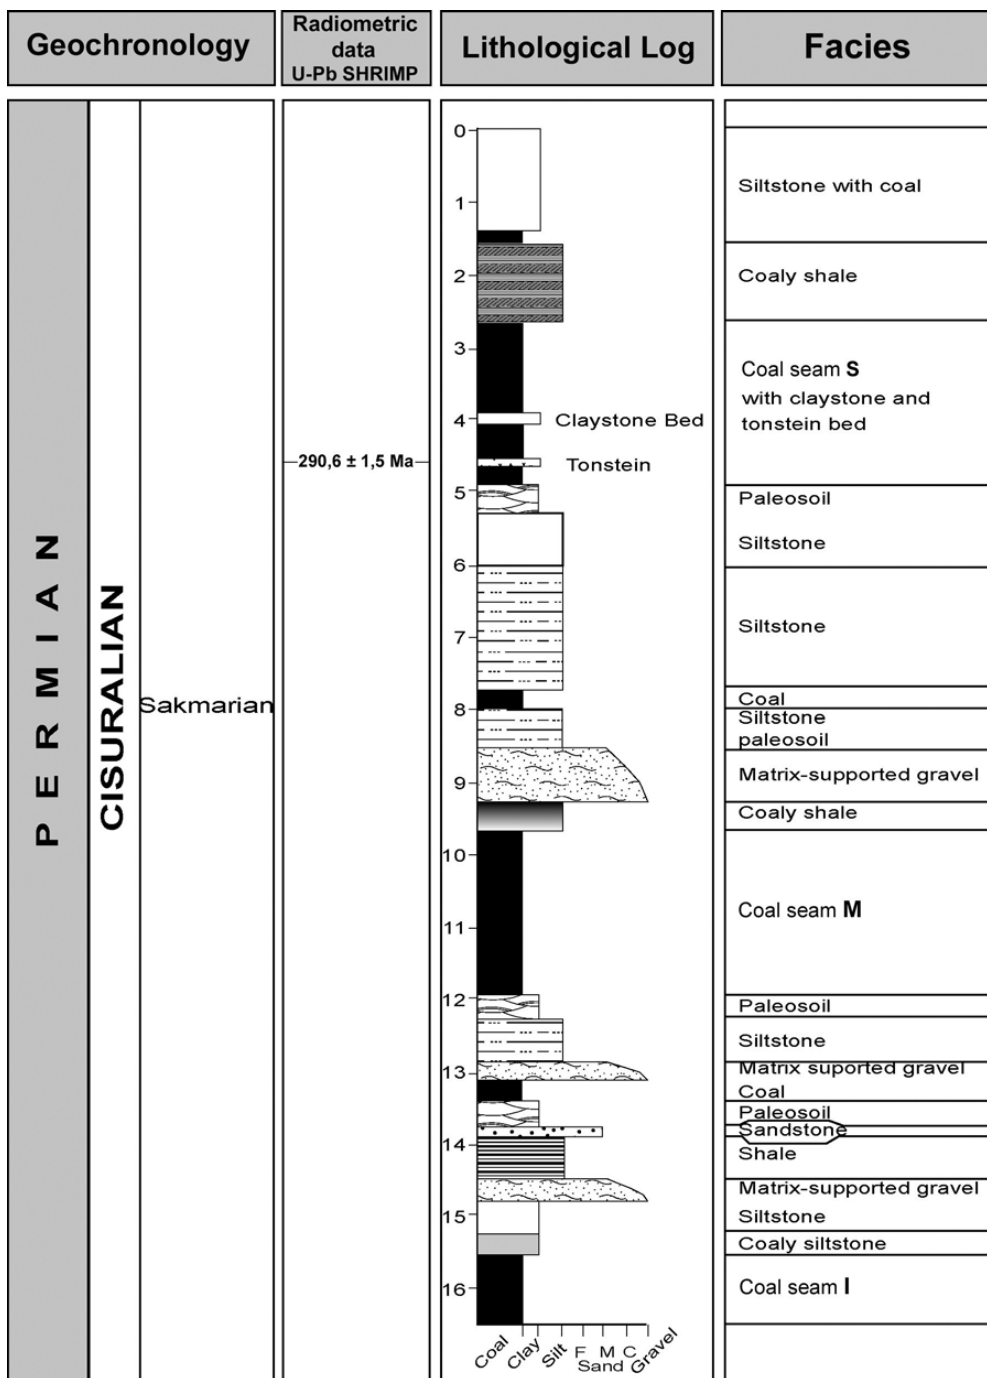 Geochronology
Radiometric
data
U-Pb SHRIMP
Lithological Log
Facies
PERMIAN
CISURALIAN
Sakmarian
290,6 ± 1,5 Ma
0
1
2
3
4
5
6
7
8
9
10
11
12
13
14
15
16
Claystone Bed
Tonstein
Coal
Clay
Silt
F
M
C
Sand
Gravel
Siltstone with coal
Coaly shale
Coal seam S
with claystone and
tonstein bed
Paleosoil
Siltstone
Siltstone
Coal
Siltstone
paleosoil
Matrix-supported gravel
Coaly shale
Coal seam M
Paleosoil
Siltstone
Matrix suported gravel
Coal
Paleosoil
Sandstone
Shale
Matrix-supported gravel
Siltstone
Coaly siltstone
Coal seam I